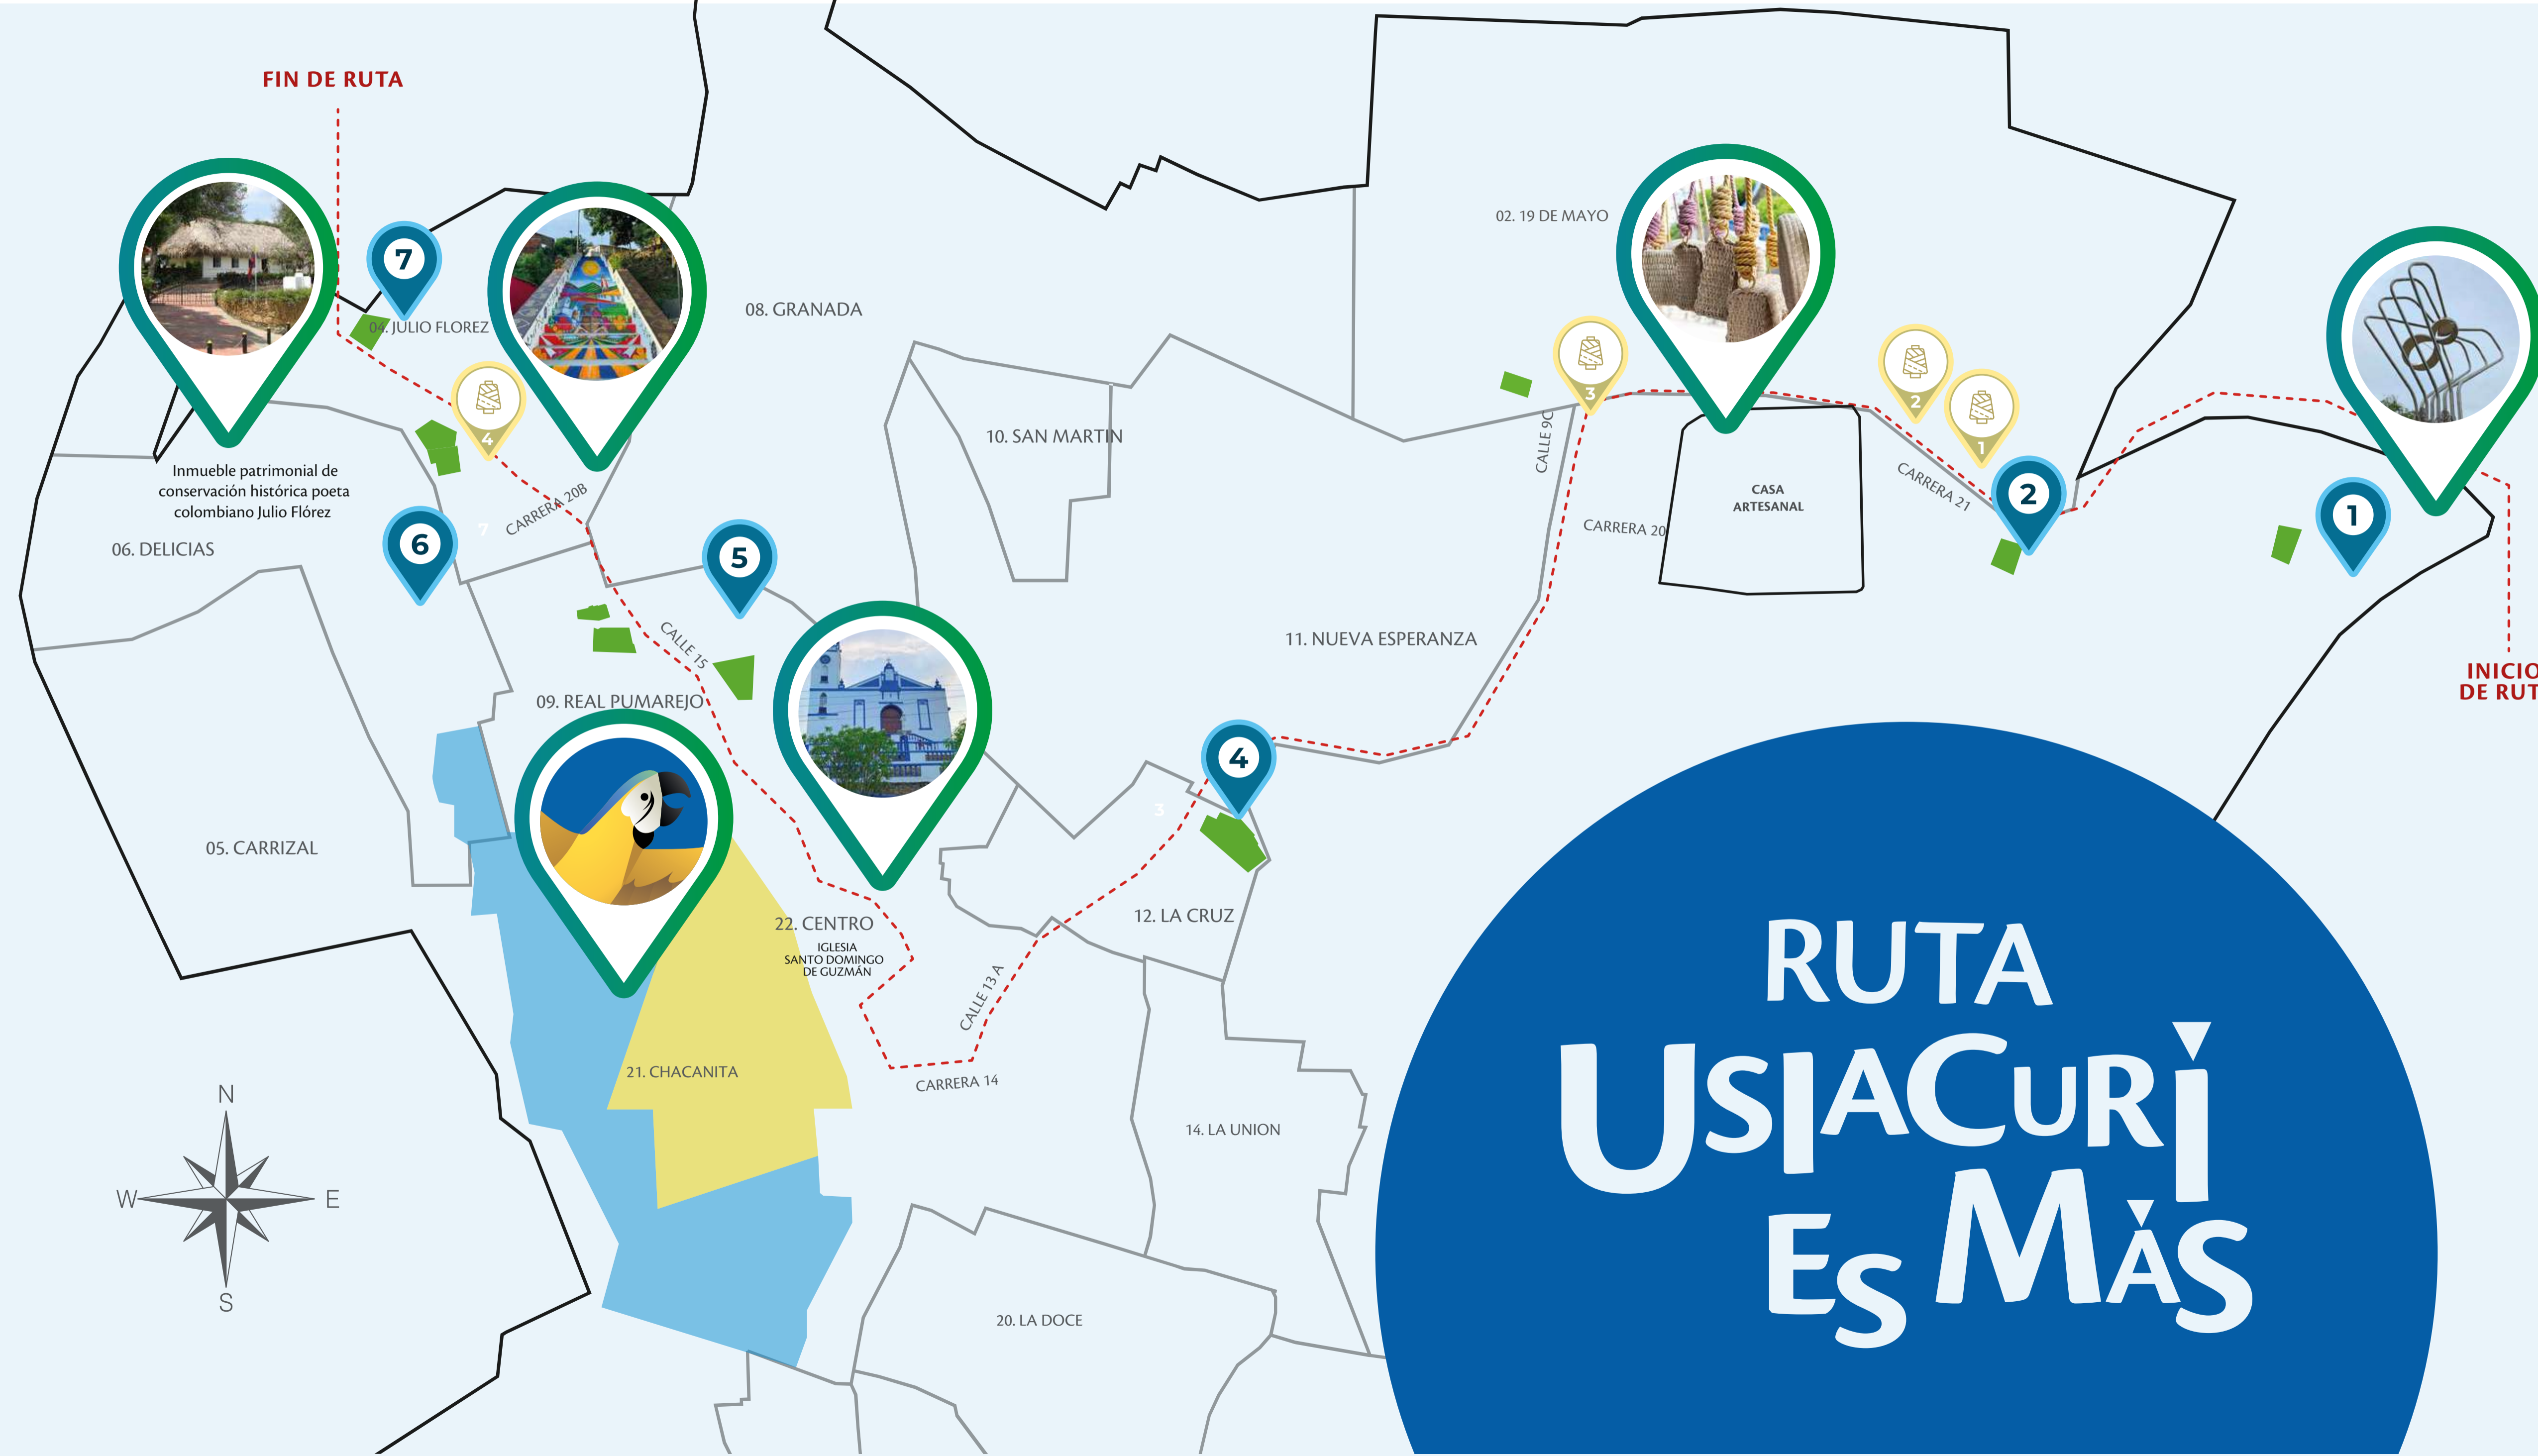 FIN DE RUTA
7
04. JULIO FLOREZ
4
Inmueble patrimonial de
conservación histórica poeta
colombiano Julio Flórez
06. DELICIAS
6
7
CARRERA 20B
5
08. GRANADA
10. SAN MARTIN
02. 19 DE MAYO
3
CALLE 9C
2
1
CARRERA 21
2
CASA
ARTESANAL
CARRERA 20
1
INICIO
DE RUT
11. NUEVA ESPERANZA
CALLE 15
09. REAL PUMAREJO
4
3
05. CARRIZAL
22. CENTRO
IGLESIA
SANTO DOMINGO
DE GUZMÁN
12. LA CRUZ
CALLE 13 A
CARRERA 14
21. CHACANITA
14. LA UNION
20. LA DOCE
N
W
E
S
RUTA
USIACURÍ
ES MÁS